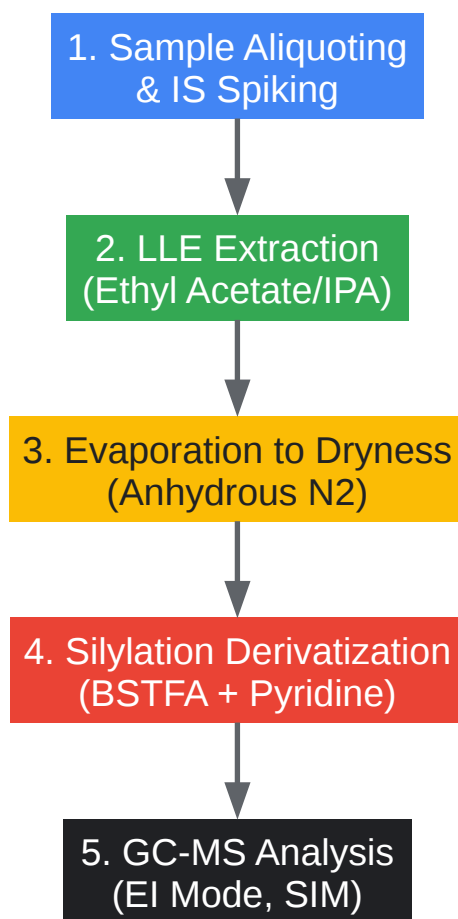 1. Sample Aliquoting
& IS Spiking
2. LLE Extraction
(Ethyl Acetate/IPA)
3. Evaporation to Dryness
(Anhydrous N2)
4. Silylation Derivatization
(BSTFA + Pyridine)
5. GC-MS Analysis
(EI Mode, SIM)